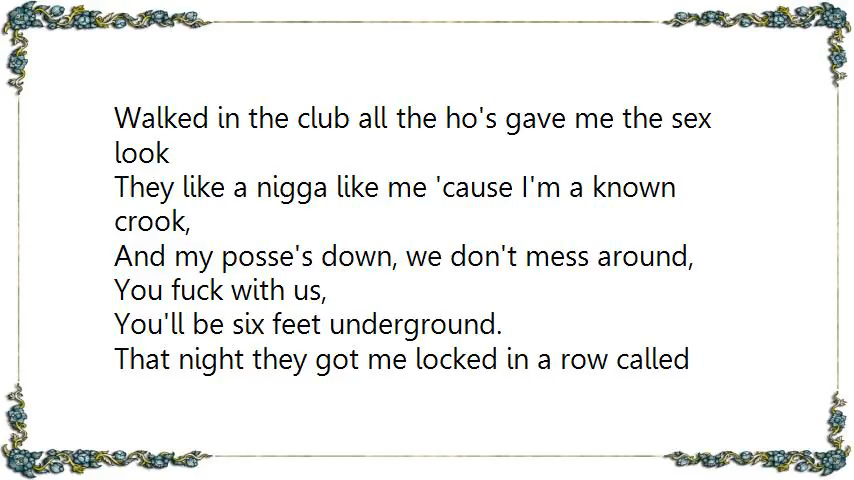 Walked in the club all the ho's gave me the sex
look
They like a nigga like me 'cause I'm a known
crook,
And my posse's down, we don't mess around,
You fuck with us,
You'll be six feet underground.
That night they got me locked in a row called